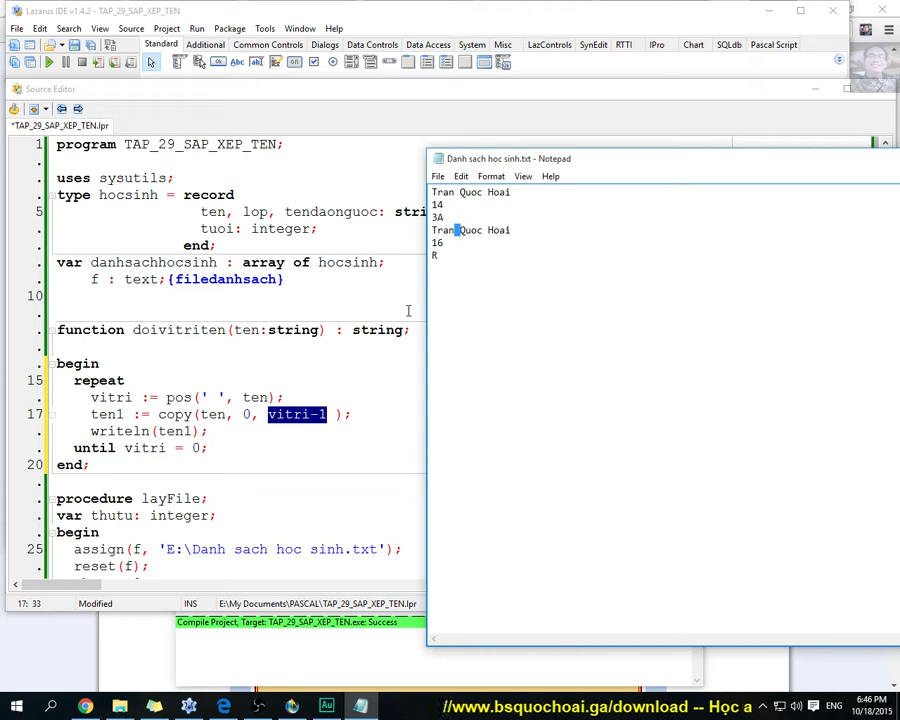 Lazarus IDE v1.4.2 - TAP_29_SAP_XEP_TEN
File Edit Search View Source Project Run Package Tools Window Help
Standard Additional Common Controls Dialogs Data Controls Data Access System Misc LazControls SynEdit RTTI IPro Chart SQLdb Pascal Script
Source Editor
*TAP_29_SAP_XEP_TEN.lpr
1 program TAP_29_SAP_XEP_TEN;
uses sysutils;
type hocsinh = record
5 ten, lop, tendaonguoc: stri
tuoi: integer;
end;
var danhsachhocsinh : array of hocsinh;
f : text;{filedanhsach}
10
function doivitriten(ten:string) : string;
begin
15 repeat
vitri := pos(' ', ten);
17 ten1 := copy(ten, 0, vitri-1 );
writeln(ten1);
until vitri = 0;
20 end;
procedure layFile;
var thutu: integer;
begin
25 assign(f, 'E:\Danh sach hoc sinh.txt');
reset(f);
17: 33 Modified INS E:\My Documents\PASCAL\TAP_29_SAP_XEP_TEN.lpr
Compile Project, Target: TAP_29_SAP_XEP_TEN.exe: Success
Danh sach hoc sinh.txt - Notepad
File Edit Format View Help
Tran Quoc Hoai
14
3A
Tran Quoc Hoai
16
R
//www.bsquochoai.ga/download -- Học a
ENG
6:46 PM
10/18/2015